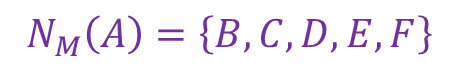 N_M(A) = {B, C, D, E, F}